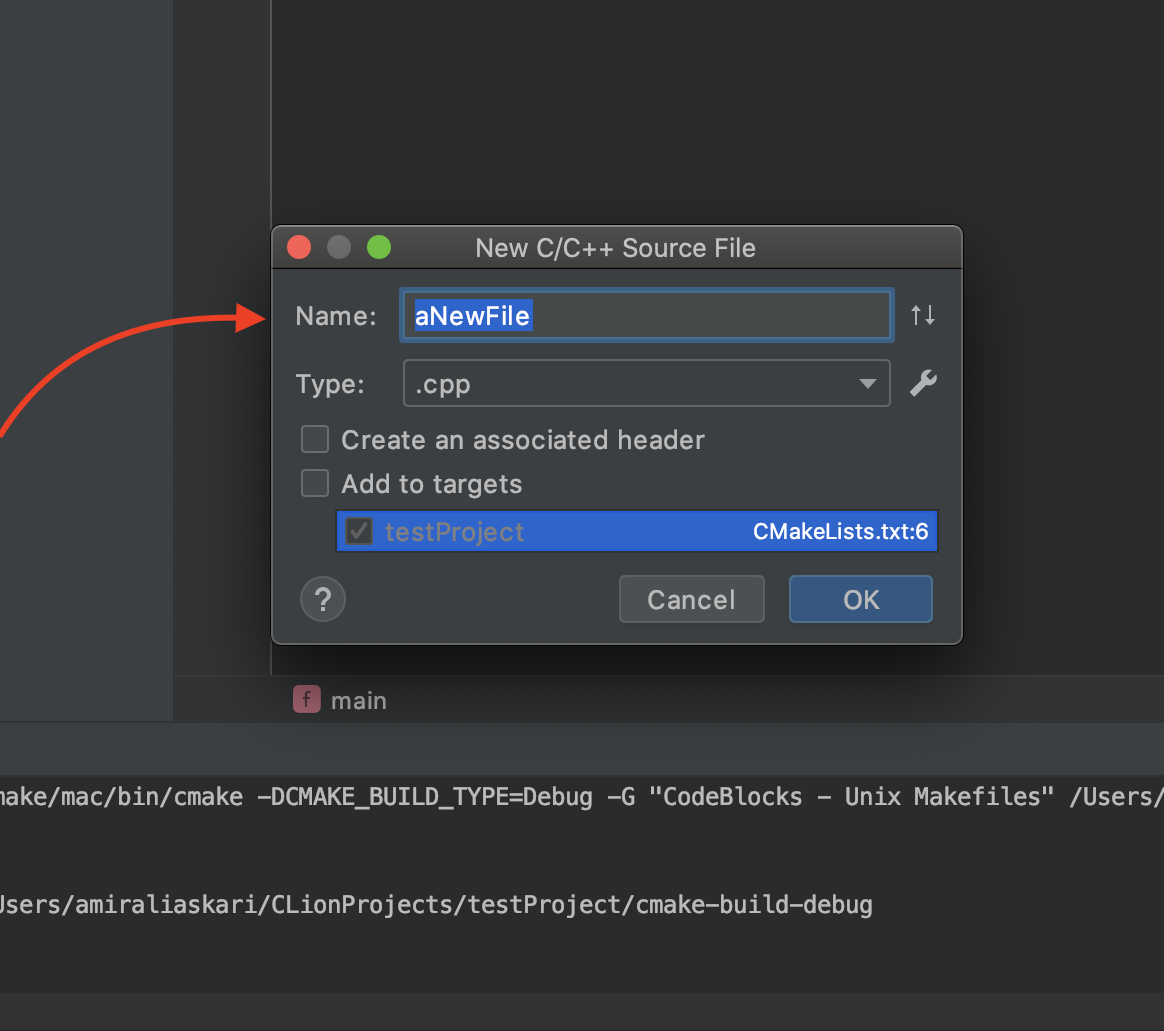 New C/C++ Source File
Name: aNewFile
Type: .cpp
Create an associated header
Add to targets
testProject CMakeLists.txt:6
? Cancel OK
f main
make/mac/bin/cmake -DCMAKE_BUILD_TYPE=Debug -G "CodeBlocks - Unix Makefiles" /Users/
Users/amiraliaskari/CLionProjects/testProject/cmake-build-debug